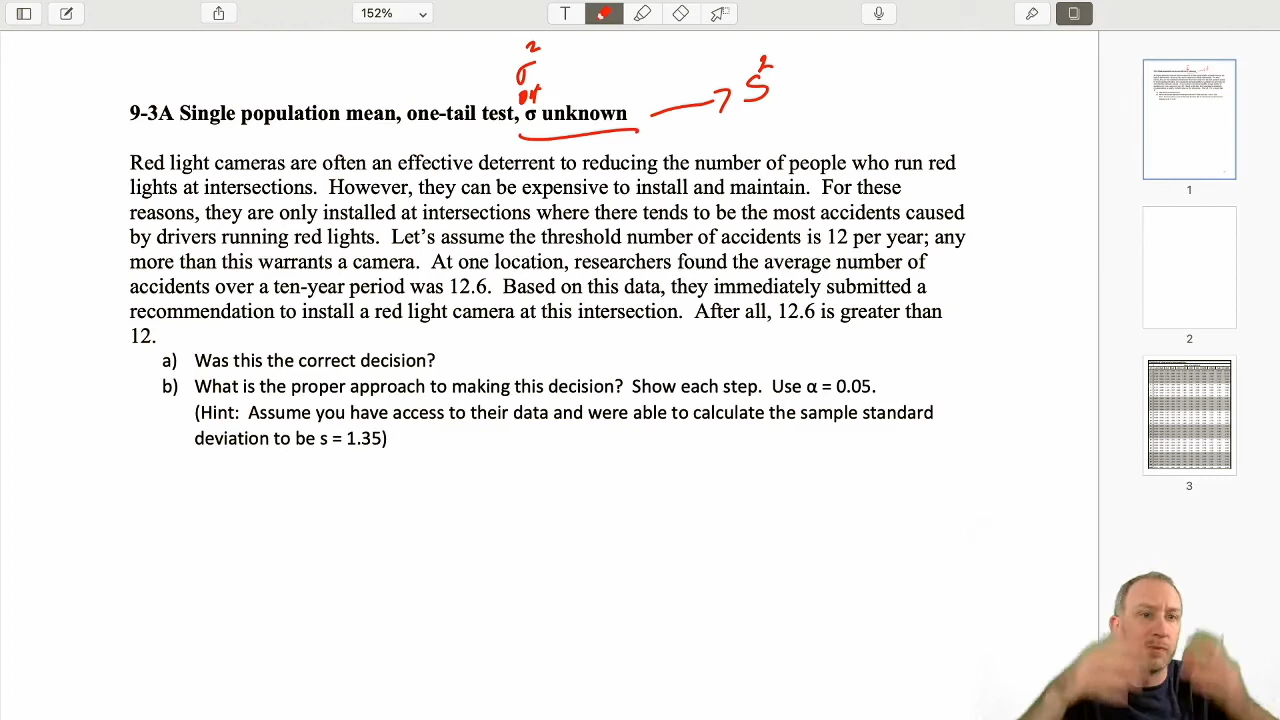 152%
T
σ²
or
s²
9-3A Single population mean, one-tail test, σ unknown
Red light cameras are often an effective deterrent to reducing the number of people who run red
lights at intersections.  However, they can be expensive to install and maintain.  For these
reasons, they are only installed at intersections where there tends to be the most accidents caused
by drivers running red lights.  Let’s assume the threshold number of accidents is 12 per year; any
more than this warrants a camera.  At one location, researchers found the average number of
accidents over a ten-year period was 12.6.  Based on this data, they immediately submitted a
recommendation to install a red light camera at this intersection.  After all, 12.6 is greater than
12.
a) Was this the correct decision?
b) What is the proper approach to making this decision?  Show each step.  Use α = 0.05.
(Hint:  Assume you have access to their data and were able to calculate the sample standard
deviation to be s = 1.35)
1
2
3